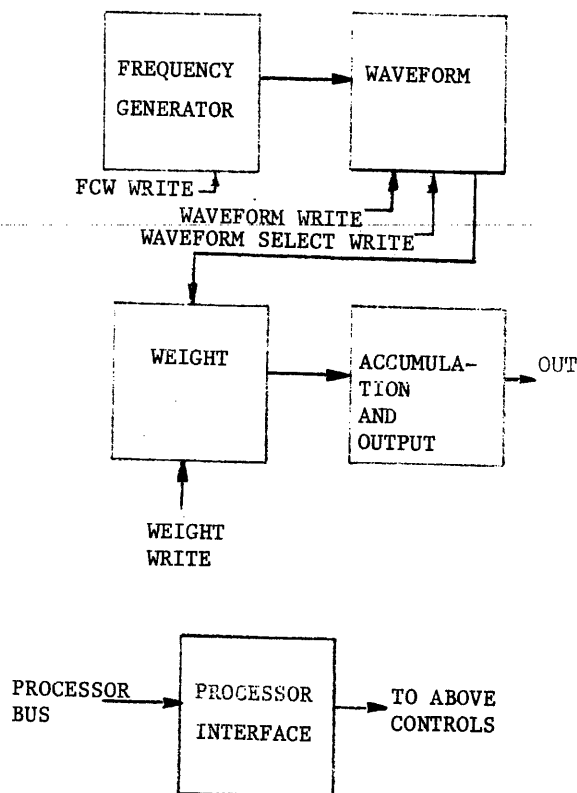 FREQUENCY
GENERATOR
WAVEFORM
FCW WRITE
WAVEFORM WRITE
WAVEFORM SELECT WRITE
WEIGHT
ACCUMULA-
TION
AND
OUTPUT
OUT
WEIGHT
WRITE
PROCESSOR
BUS
PROCESSOR
INTERFACE
TO ABOVE
CONTROLS